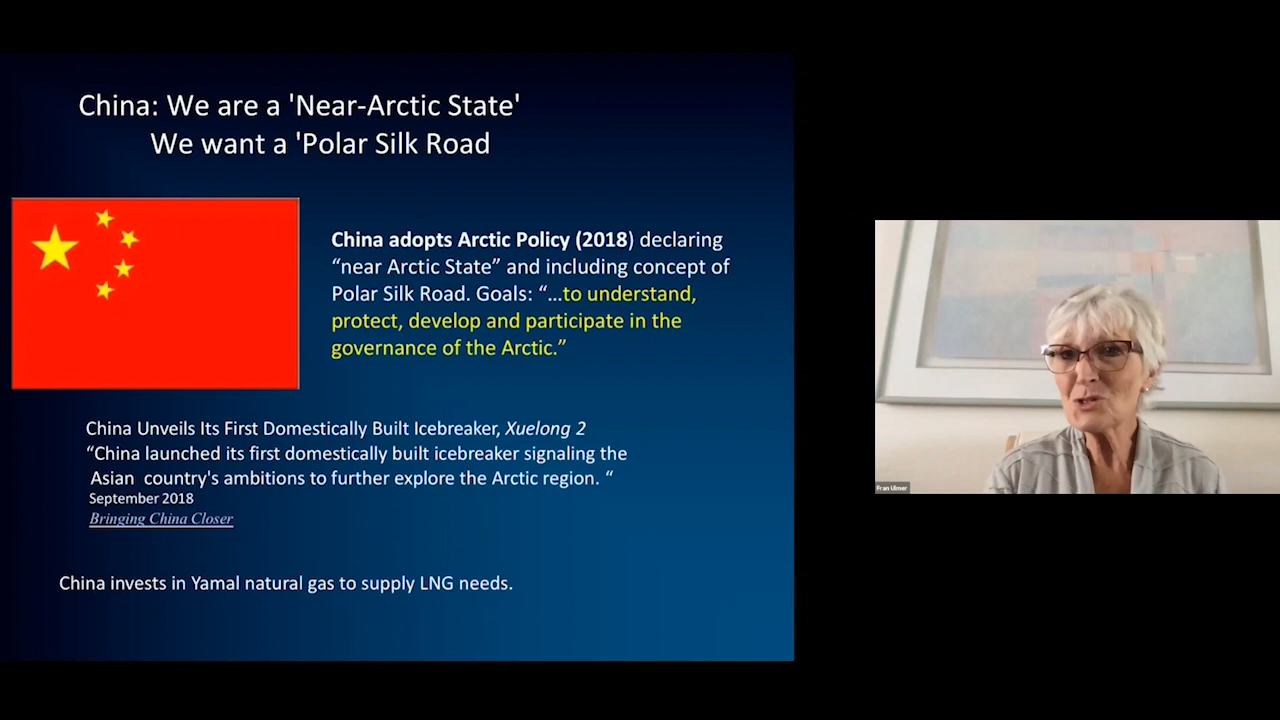 China: We are a 'Near-Arctic State'
We want a 'Polar Silk Road
China adopts Arctic Policy (2018) declaring
“near Arctic State” and including concept of
Polar Silk Road. Goals: “...to understand,
protect, develop and participate in the
governance of the Arctic.”
China Unveils Its First Domestically Built Icebreaker, Xuelong 2
“China launched its first domestically built icebreaker signaling the
Asian country's ambitions to further explore the Arctic region. “
September 2018
Bringing China Closer
China invests in Yamal natural gas to supply LNG needs.
Fran Ulmer